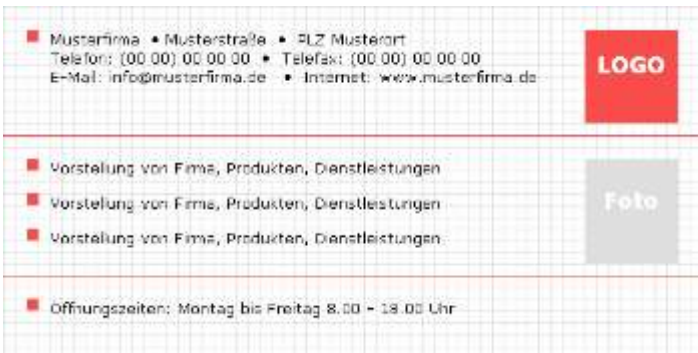 Musterfirma • Musterstraße • PLZ Musterort
Telefon: (00 00) 00 00 00 • Telefax: (00 00) 00 00 00
E-Mail: info@musterfirma.de • Internet: www.musterfirma.de
LOGO
Vorstellung von Firma, Produkten, Dienstleistungen
Vorstellung von Firma, Produkten, Dienstleistungen
Vorstellung von Firma, Produkten, Dienstleistungen
Foto
Öffnungszeiten: Montag bis Freitag 8.00 - 18.00 Uhr